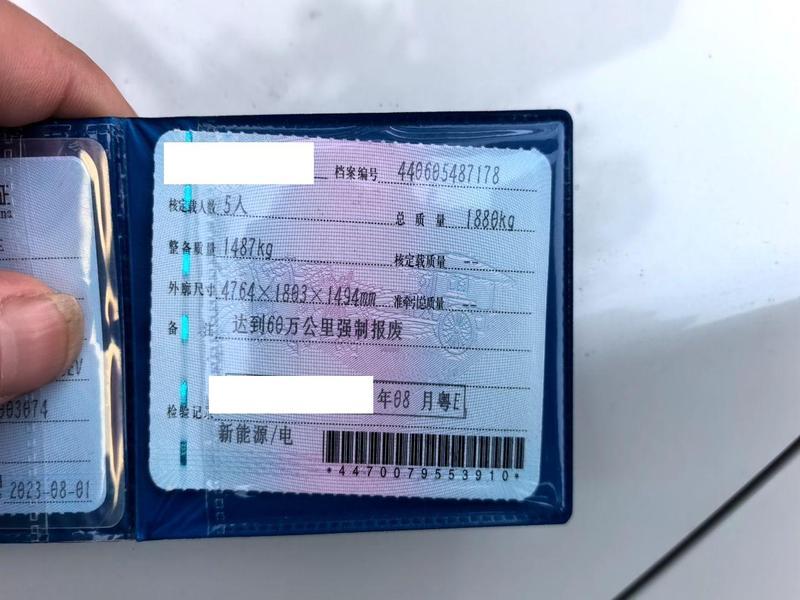 档案编号 440605487178
核定载人数 5人
总质量 1880kg
整备质量 1487kg
核定载质量 --
外廓尺寸 4764×1803×1494mm
准牵引总质量 --
备注 达到60万公里强制报废
检验记录 年08月粤E
新能源/电
*4470079553910*
2023-08-01